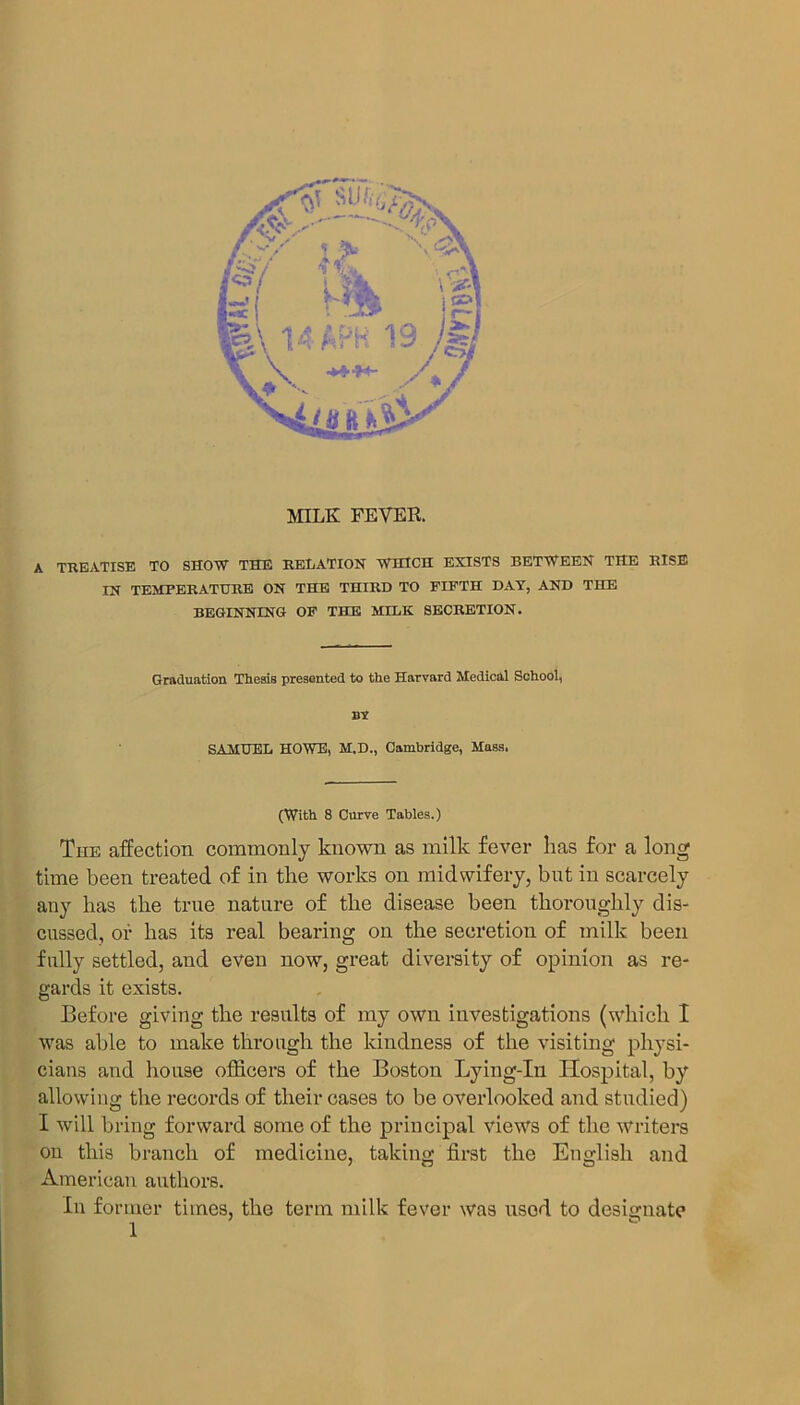 14 APR 19
MILK FEVER.
A TREATISE TO SHOW THE RELATION WHICH EXISTS BETWEEN THE RISE
IN TEMPERATURE ON THE THIRD TO FIFTH DAY, AND THE
BEGINNING OF THE MILK SECRETION.
Graduation Thesis presented to the Harvard Medical School,
BY
SAMUEL HOWE, M.D., Cambridge, Mass.
(With 8 Curve Tables.)
THE affection commonly known as milk fever has for a long
time been treated of in the works on midwifery, but in scarcely
any has the true nature of the disease been thoroughly dis-
cussed, or has its real bearing on the secretion of milk been
fully settled, and even now, great diversity of opinion as re-
gards it exists.
Before giving the results of my own investigations (which I
was able to make through the kindness of the visiting physi-
cians and house officers of the Boston Lying-In Hospital, by
allowing the records of their cases to be overlooked and studied)
I will bring forward some of the principal views of the writers
on this branch of medicine, taking first the English and
American authors.
In former times, the term milk fever was used to designate
1